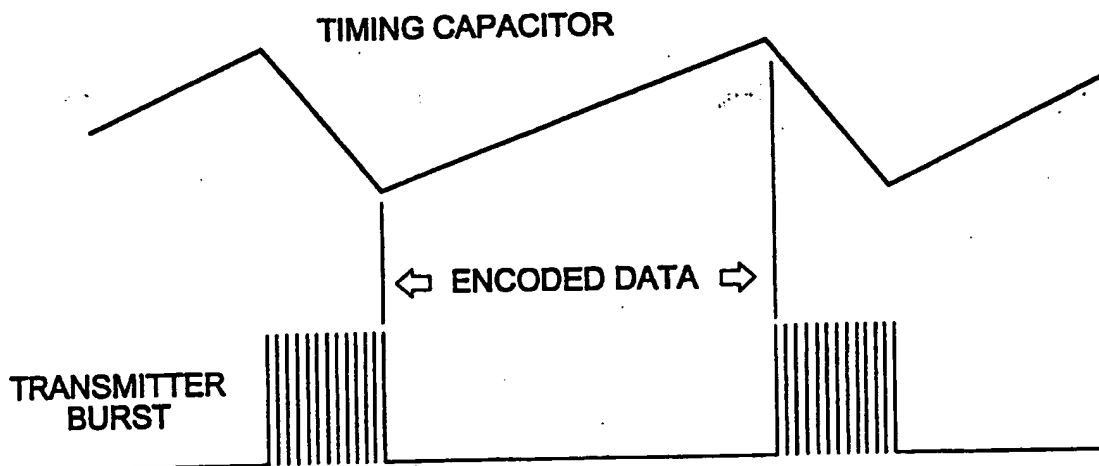 TIMING CAPACITOR
ENCODED DATA
TRANSMITTER
BURST